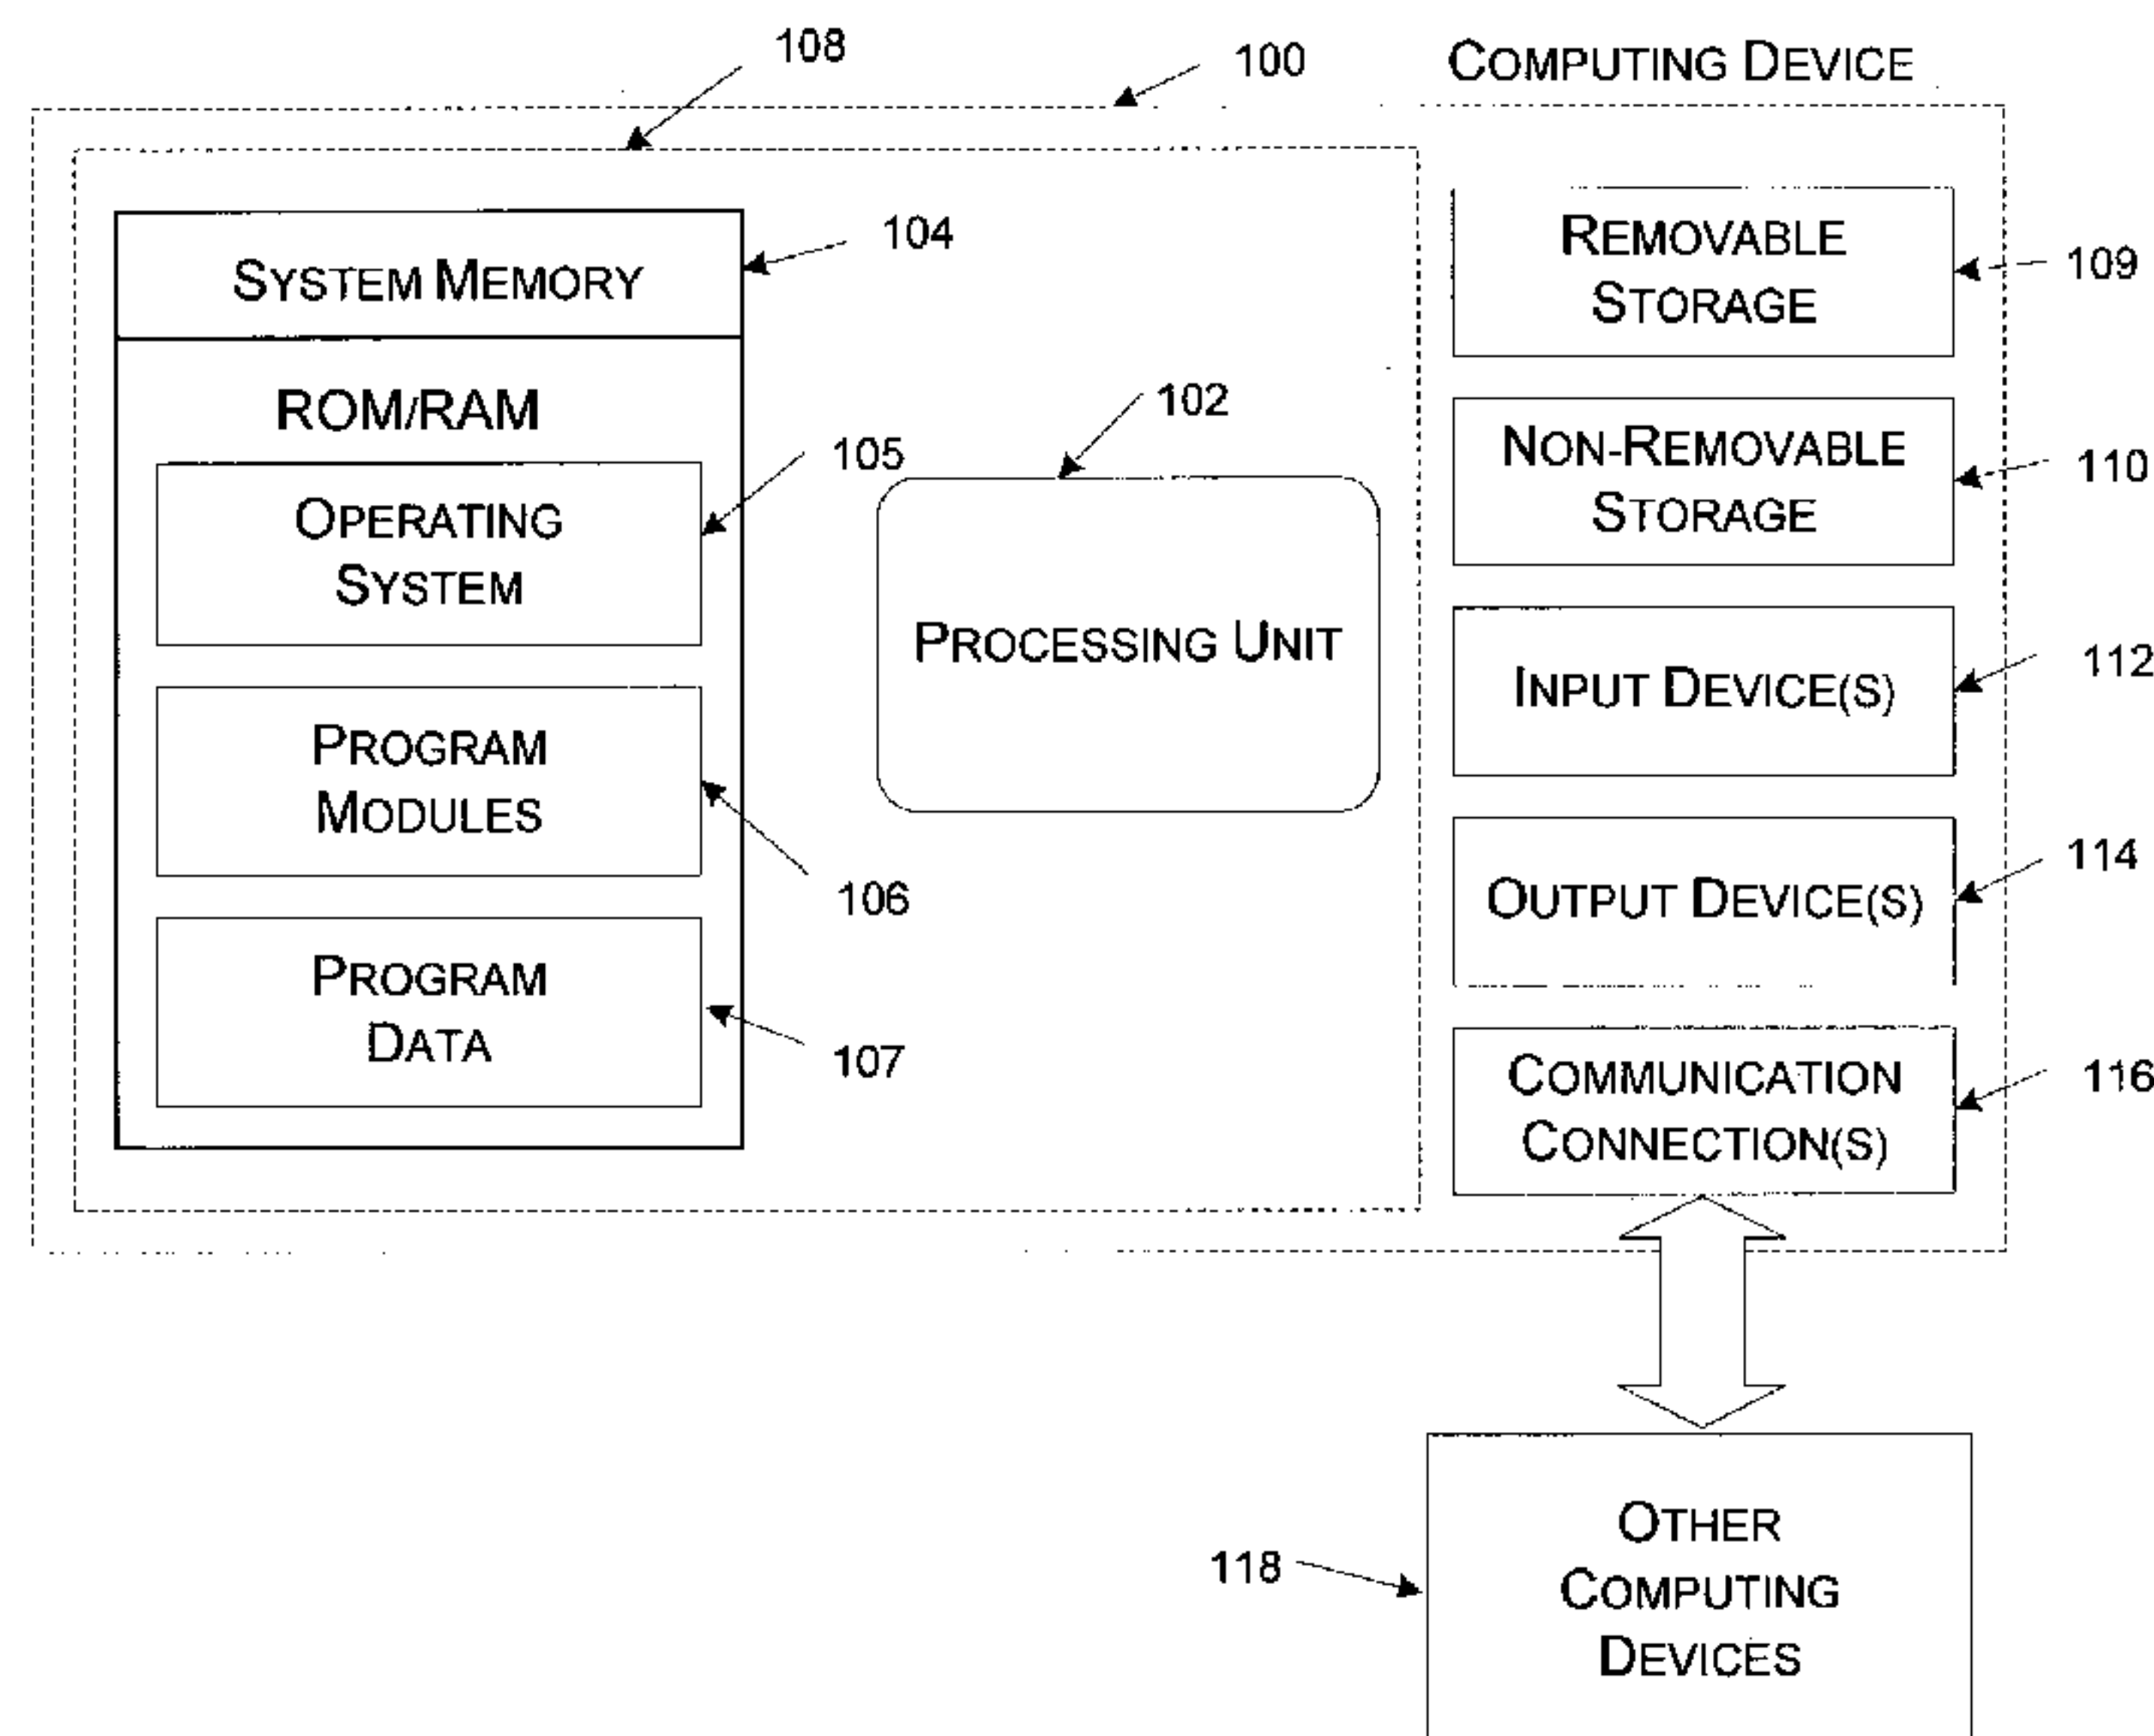 108
100
COMPUTING DEVICE
SYSTEM MEMORY
104
ROM/RAM
OPERATING
SYSTEM
105
PROGRAM
MODULES
106
PROGRAM
DATA
107
102
PROCESSING UNIT
REMOVABLE
STORAGE
109
NON-REMOVABLE
STORAGE
110
INPUT DEVICE(S)
112
OUTPUT DEVICE(S)
114
COMMUNICATION
CONNECTION(S)
116
118
OTHER
COMPUTING
DEVICES